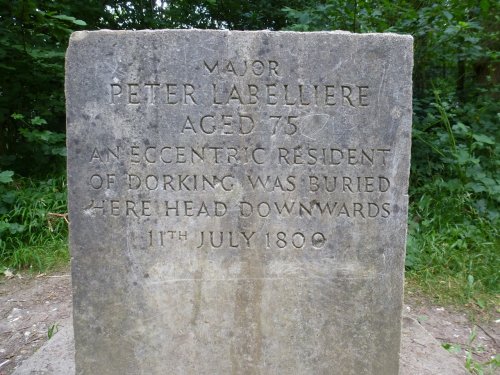 MAJOR
PETER LABELLIERE
AGED 75
AN ECCENTRIC RESIDENT
OF DORKING WAS BURIED
HERE HEAD DOWNWARDS
11TH JULY 1800